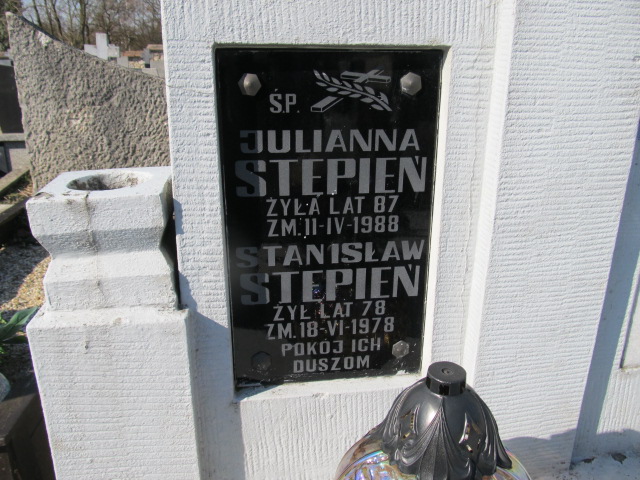 Ś.P.
JULIANNA
STĘPIEŃ
ŻYŁA LAT 87
ZM.11-IV-1988
STANISŁAW
STĘPIEŃ
ŻYŁ LAT 78
ZM.18-VI-1978
POKÓJ ICH
DUSZOM